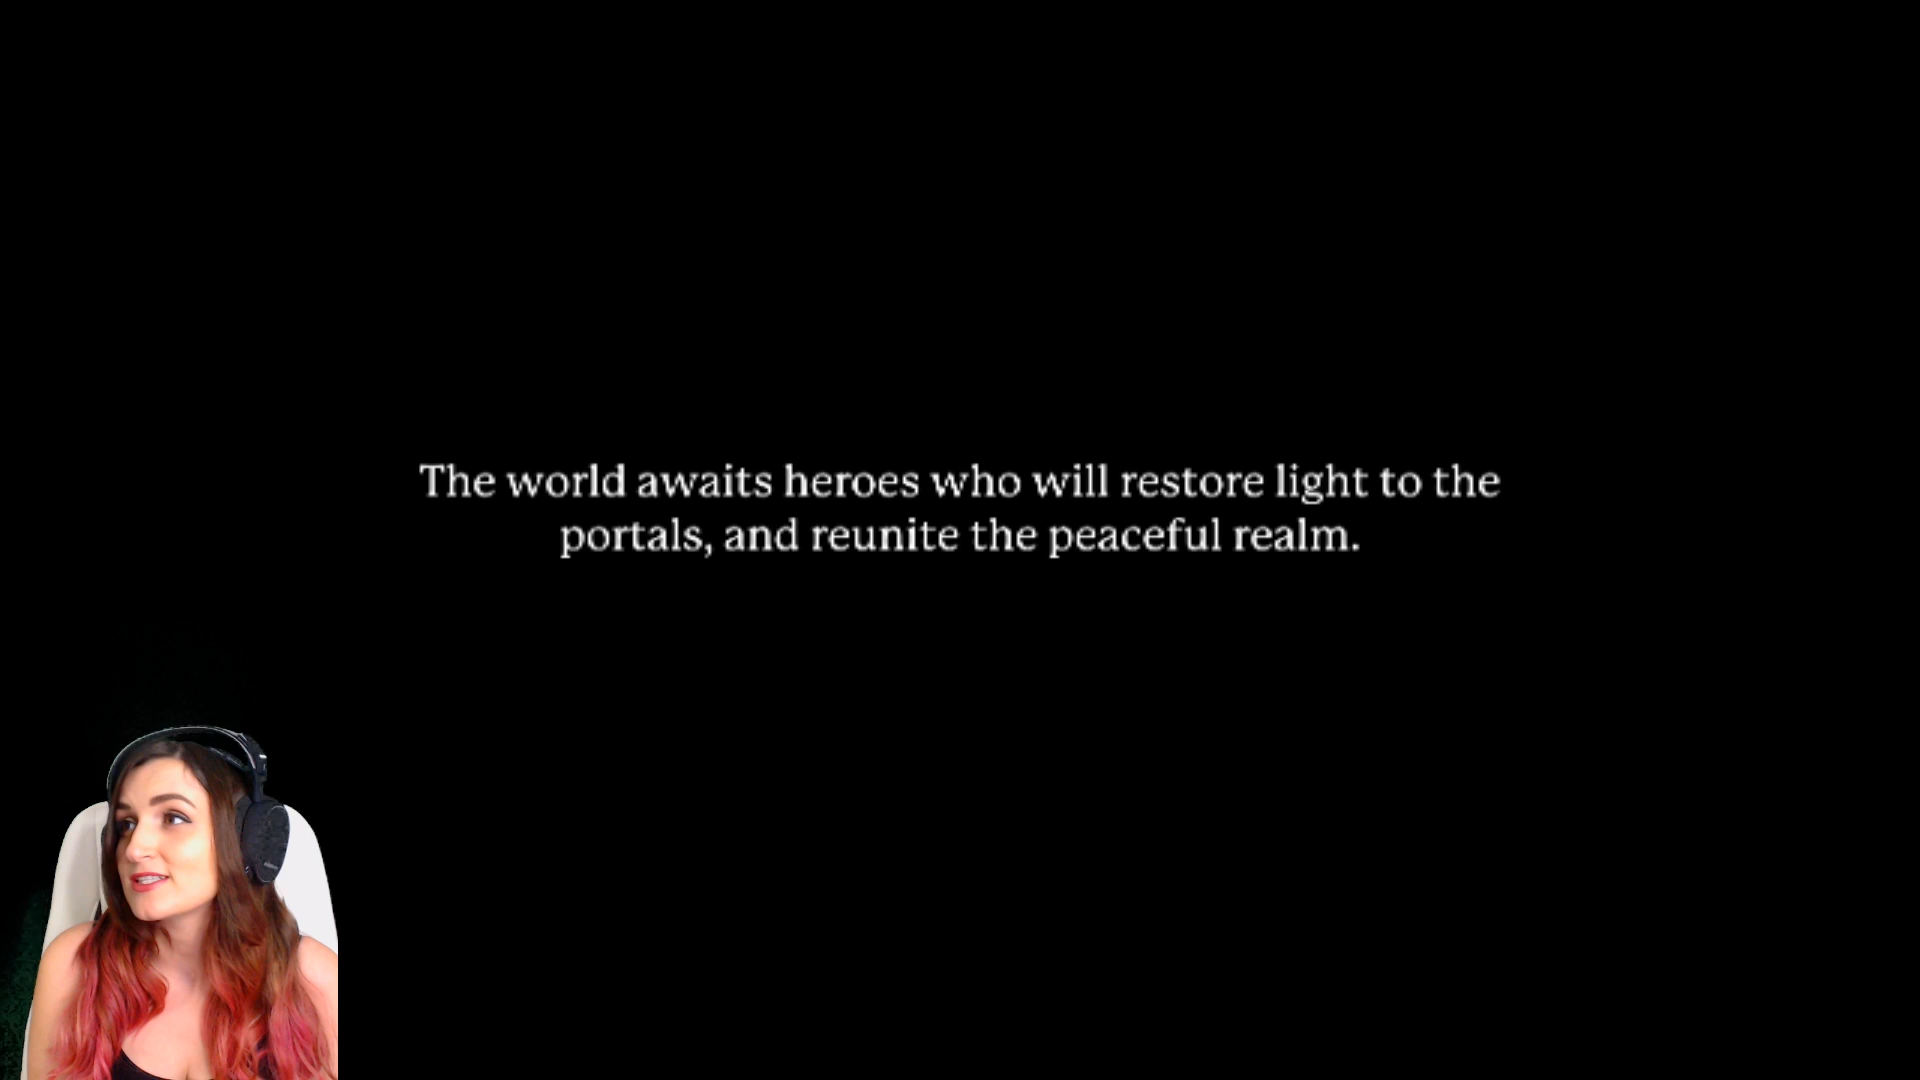 The world awaits heroes who will restore light to the
portals, and reunite the peaceful realm.